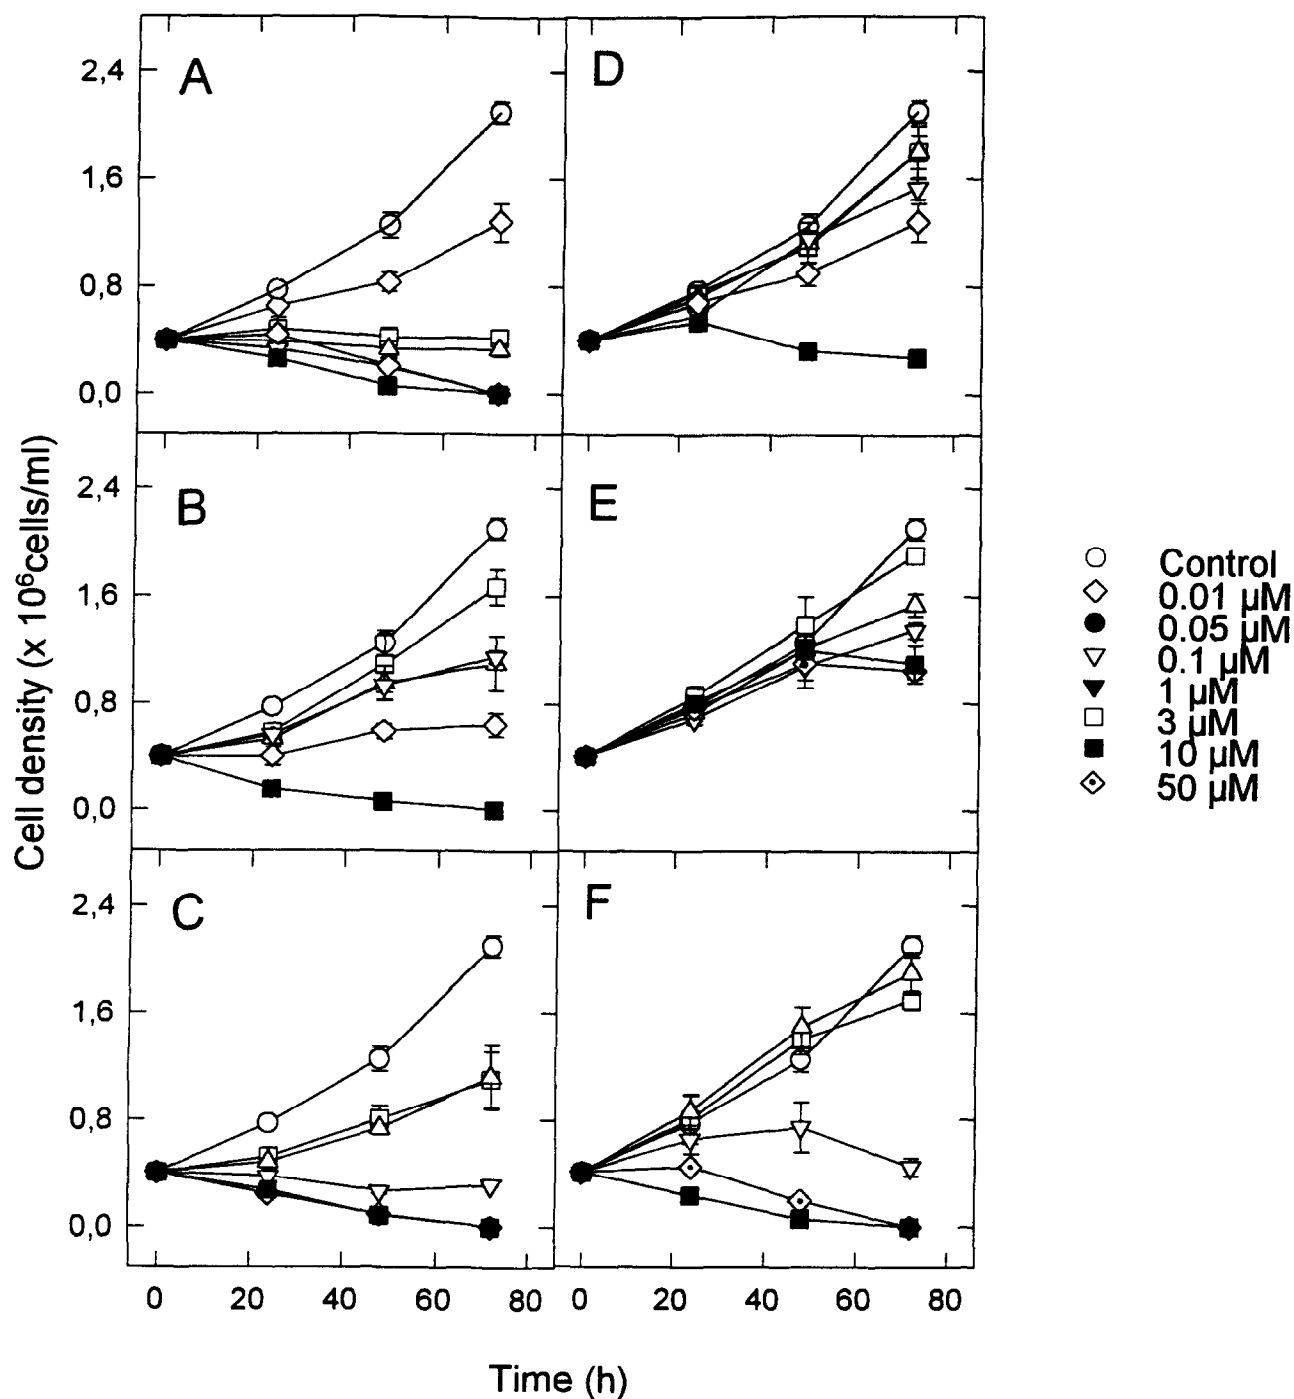 A
D
2,4
1,6
0,8
0,0
B
E
2,4
1,6
0,8
0,0
C
F
2,4
1,6
0,8
0,0
0 20 40 60 80 0 20 40 60 80
Time (h)
Cell density (x 10⁶cells/ml)
Control
0.01 µM
0.05 µM
0.1 µM
1 µM
3 µM
10 µM
50 µM